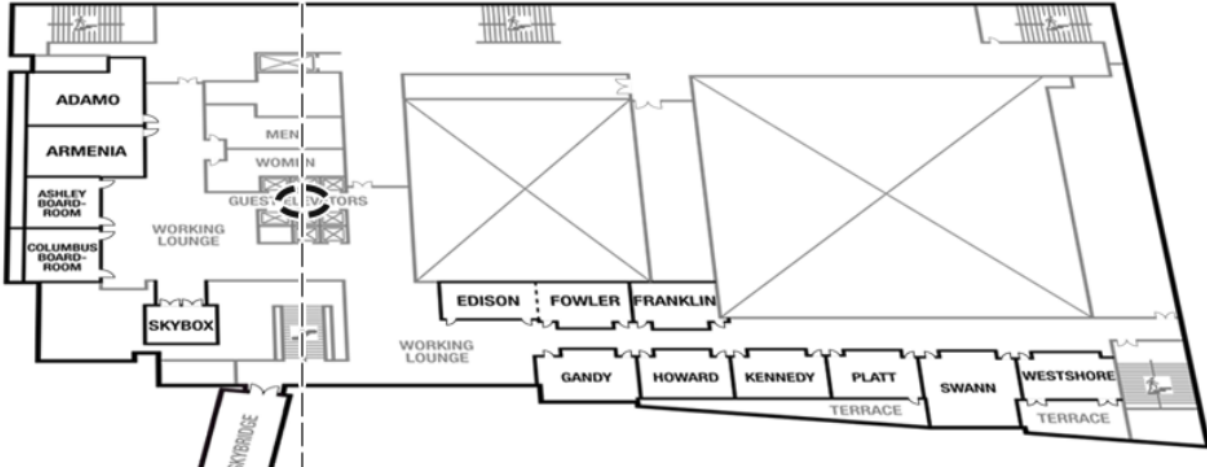 ADAMO
ARMENIA
MEN
WOMEN
ASHLEY
BOARD-
ROOM
GUEST ELEVATORS
WORKING
LOUNGE
COLUMBUS
BOARD-
ROOM
SKYBOX
EDISON
FOWLER
FRANKLIN
WORKING
LOUNGE
GANDY
HOWARD
KENNEDY
PLATT
SWANN
WESTSHORE
TERRACE
TERRACE
SKYBRIDGE